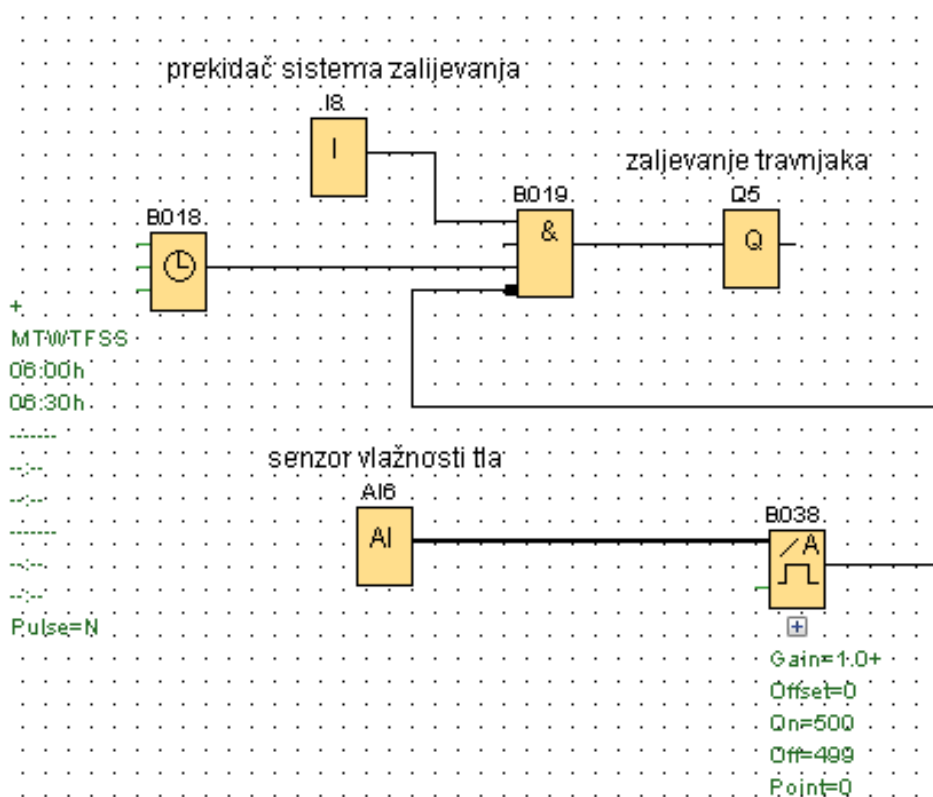 prekidač sistema zalijevanja
I8
I
zaljevanje travnjaka
B019
&
Q5
Q
B018
+
MTWTFSS
06:00h
06:30h
-------
--:--
--:--
-------
--:--
--:--
Pulse=N
senzor vlažnosti tla
AI6
AI
B038
/A
+
Gain=1.0+
Offset=0
On=500
Off=499
Point=0